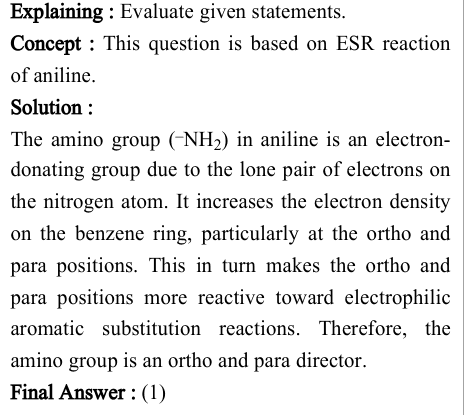 Explaining : Evaluate given statements.
Concept : This question is based on ESR reaction
of aniline.
Solution :
The amino group (⁻NH₂) in aniline is an electron-
donating group due to the lone pair of electrons on
the nitrogen atom. It increases the electron density
on the benzene ring, particularly at the ortho and
para positions. This in turn makes the ortho and
para positions more reactive toward electrophilic
aromatic substitution reactions. Therefore, the
amino group is an ortho and para director.
Final Answer : (1)